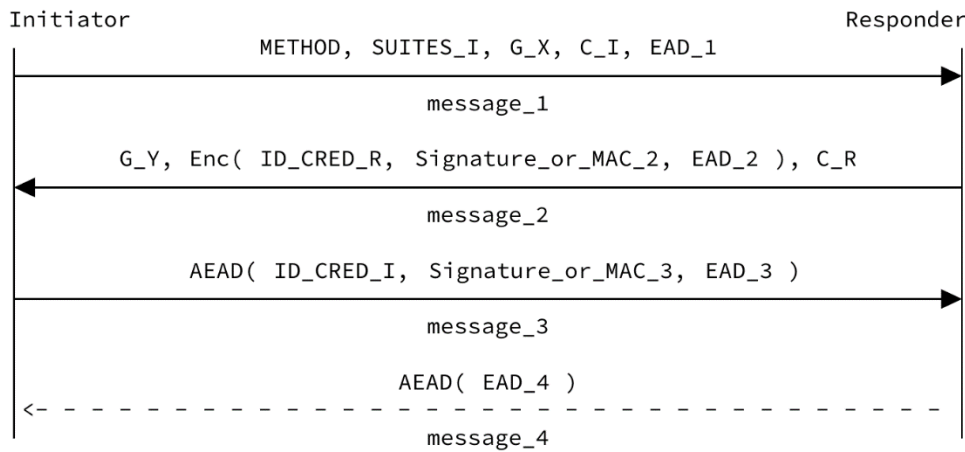 Initiator Responder
METHOD, SUITES_I, G_X, C_I, EAD_1
message_1
G_Y, Enc( ID_CRED_R, Signature_or_MAC_2, EAD_2 ), C_R
message_2
AEAD( ID_CRED_I, Signature_or_MAC_3, EAD_3 )
message_3
AEAD( EAD_4 )
message_4